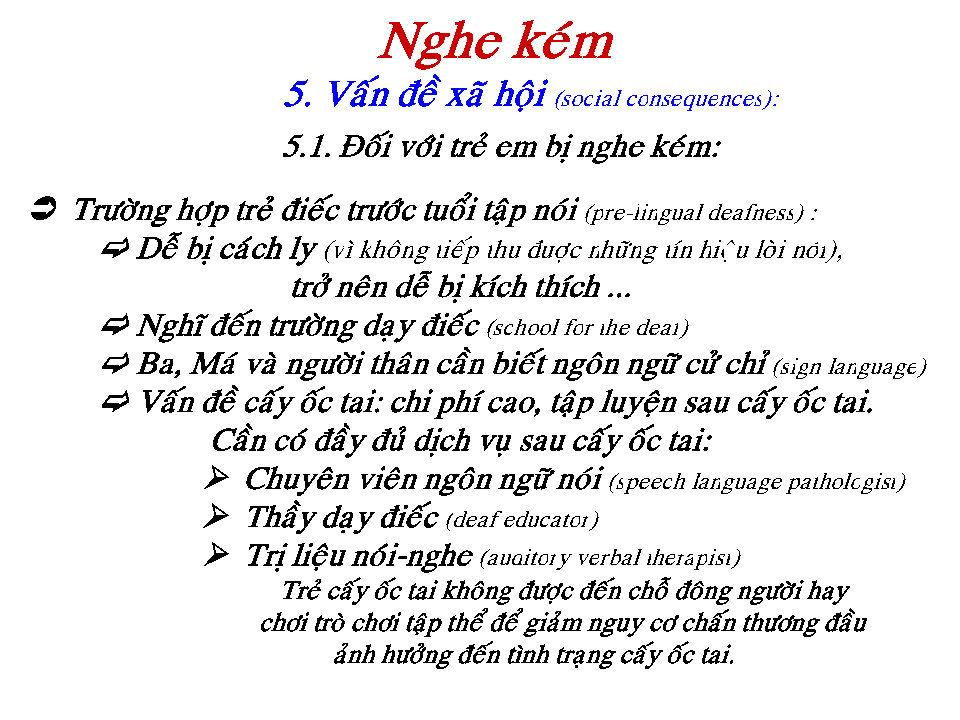 Nghe kém
5. Vấn đề xã hội (social consequences):
5.1. Đối với trẻ em bị nghe kém:
➲ Trường hợp trẻ điếc trước tuổi tập nói (pre-lingual deafness) :
➫ Dễ bị cách ly (vì không tiếp thu được những tín hiệu lời nói),
trở nên dễ bị kích thích ...
➫ Nghĩ đến trường dạy điếc (school for the deaf)
➫ Ba, Má và người thân cần biết ngôn ngữ cử chỉ (sign language)
➫ Vấn đề cấy ốc tai: chi phí cao, tập luyện sau cấy ốc tai.
Cần có đầy đủ dịch vụ sau cấy ốc tai:
➢ Chuyên viên ngôn ngữ nói (speech language pathologist)
➢ Thầy dạy điếc (deaf educator)
➢ Trị liệu nói-nghe (auditory verbal therapist)
Trẻ cấy ốc tai không được đến chỗ đông người hay
chơi trò chơi tập thể để giảm nguy cơ chấn thương đầu
ảnh hưởng đến tình trạng cấy ốc tai.